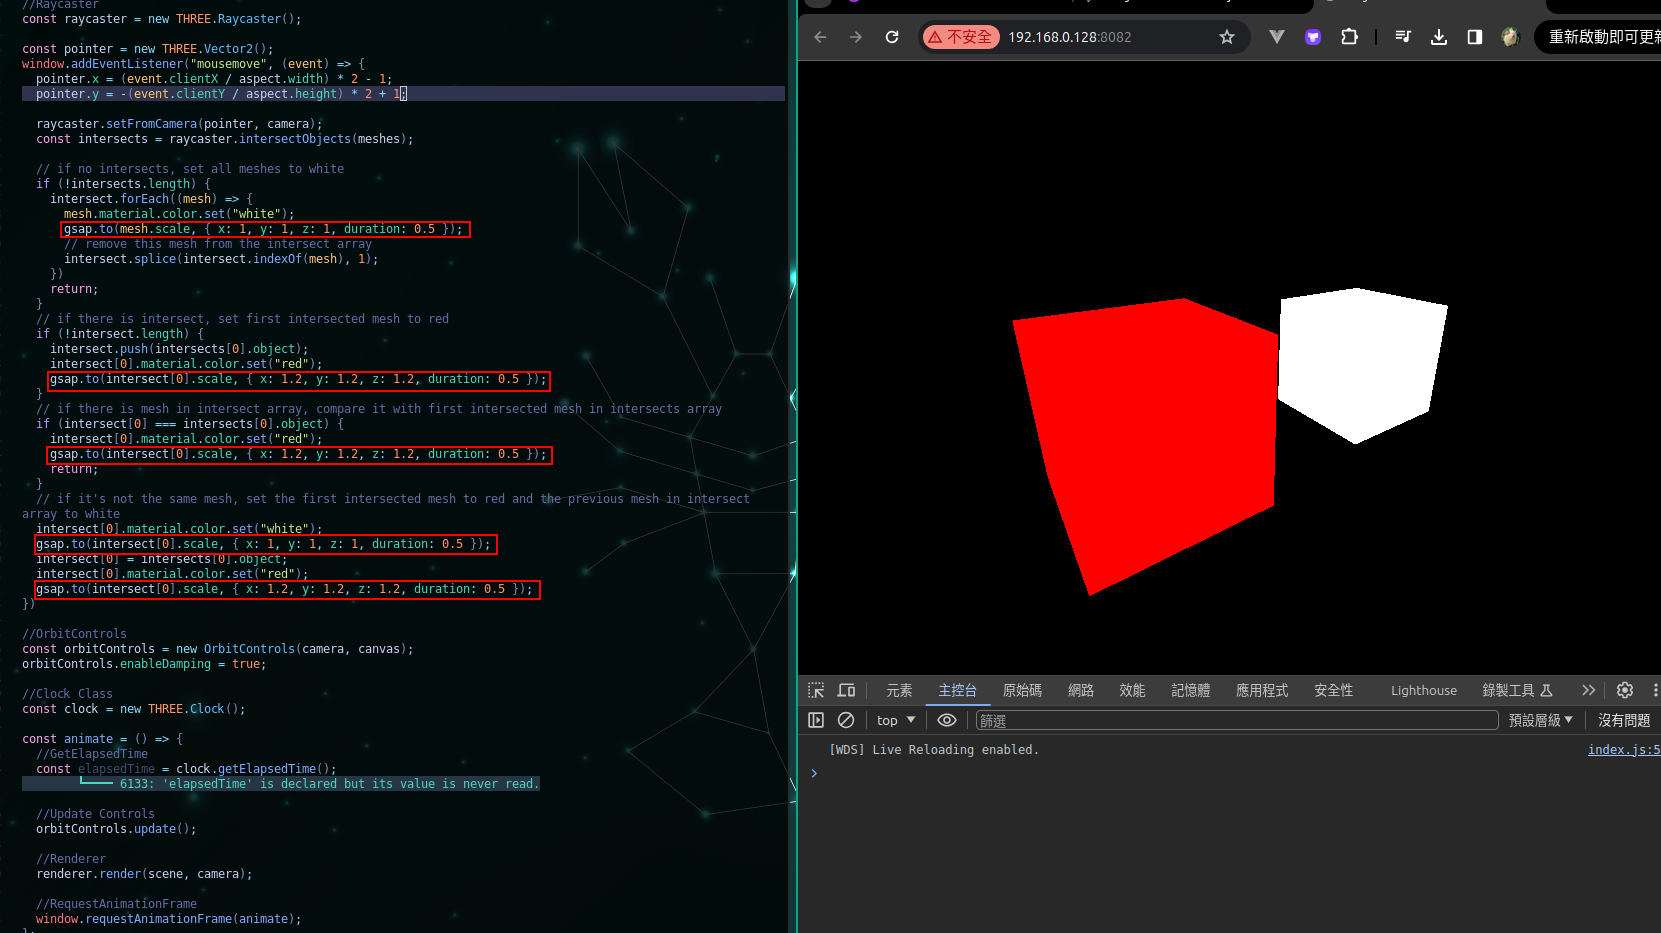 //Raycaster
const raycaster = new THREE.Raycaster();
const pointer = new THREE.Vector2();
window.addEventListener("mousemove", (event) => {
pointer.x = (event.clientX / aspect.width) * 2 - 1;
pointer.y = -(event.clientY / aspect.height) * 2 + 1;
raycaster.setFromCamera(pointer, camera);
const intersects = raycaster.intersectObjects(meshes);
// if no intersects, set all meshes to white
if (!intersects.length) {
intersect.forEach((mesh) => {
mesh.material.color.set("white");
gsap.to(mesh.scale, { x: 1, y: 1, z: 1, duration: 0.5 });
// remove this mesh from the intersect array
intersect.splice(intersect.indexOf(mesh), 1);
})
return;
}
// if there is intersect, set first intersected mesh to red
if (!intersect.length) {
intersect.push(intersects[0].object);
intersect[0].material.color.set("red");
gsap.to(intersect[0].scale, { x: 1.2, y: 1.2, z: 1.2, duration: 0.5 });
}
// if there is mesh in intersect array, compare it with first intersected mesh in intersects array
if (intersect[0] === intersects[0].object) {
intersect[0].material.color.set("red");
gsap.to(intersect[0].scale, { x: 1.2, y: 1.2, z: 1.2, duration: 0.5 });
return;
}
// if it's not the same mesh, set the first intersected mesh to red and the previous mesh in intersect
array to white
intersect[0].material.color.set("white");
gsap.to(intersect[0].scale, { x: 1, y: 1, z: 1, duration: 0.5 });
intersect[0] = intersects[0].object;
intersect[0].material.color.set("red");
gsap.to(intersect[0].scale, { x: 1.2, y: 1.2, z: 1.2, duration: 0.5 });
})
//OrbitControls
const orbitControls = new OrbitControls(camera, canvas);
orbitControls.enableDamping = true;
//Clock Class
const clock = new THREE.Clock();
const animate = () => {
//GetElapsedTime
const elapsedTime = clock.getElapsedTime();
6133: 'elapsedTime' is declared but its value is never read.
//Update Controls
orbitControls.update();
//Renderer
renderer.render(scene, camera);
//RequestAnimationFrame
window.requestAnimationFrame(animate);
不安全 192.168.0.128:8082 重新啟動即可更新
元素 主控台 原始碼 網路 效能 記憶體 應用程式 安全性 Lighthouse 錄製工具
top 篩選 預設層級 沒有問題
[WDS] Live Reloading enabled. index.js:5